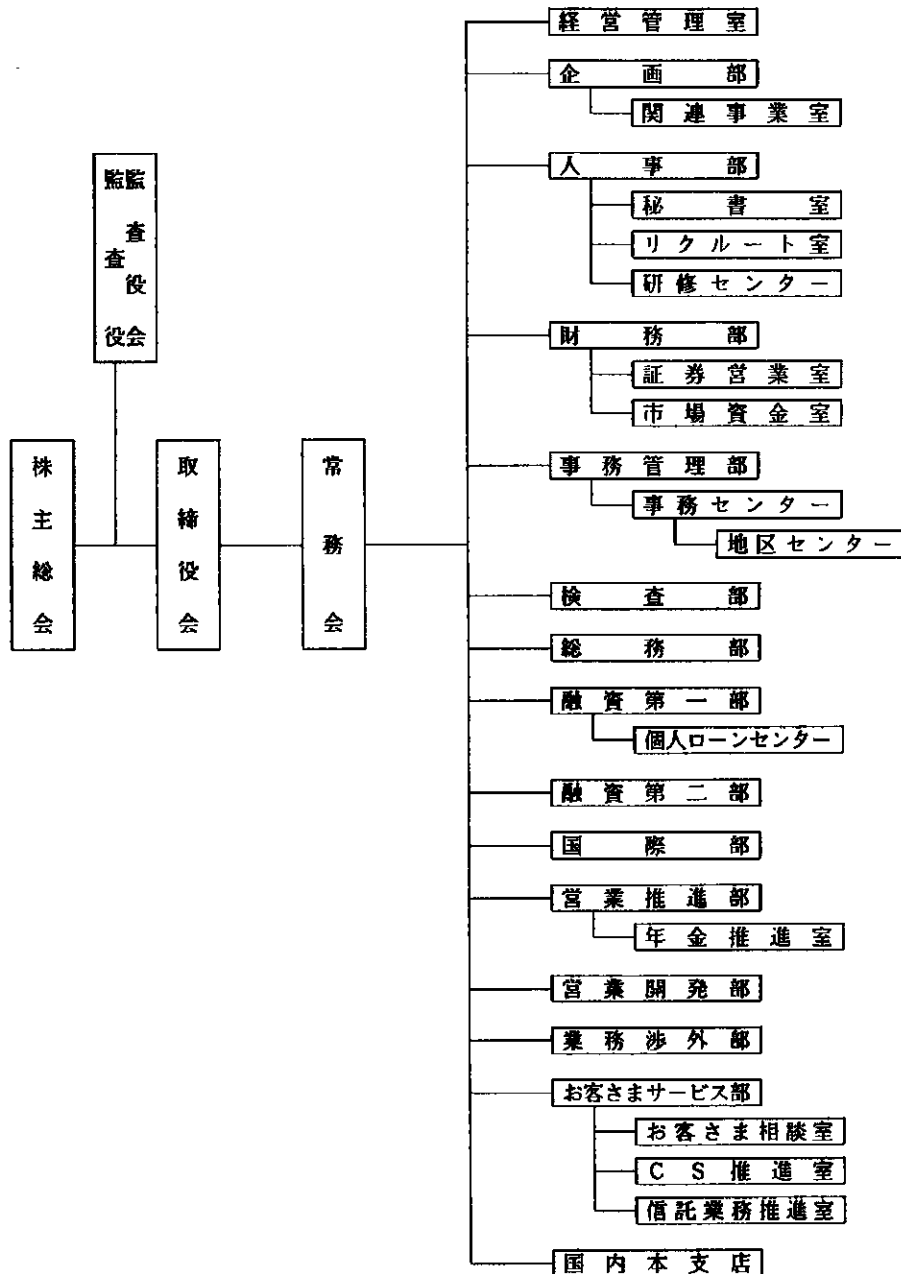 経営管理室
企画部
関連事業室
人事部
秘書室
リクルート室
研修センター
監査役会
監査役
財務部
証券営業室
市場資金室
株主総会
取締役会
常務会
事務管理部
事務センター
地区センター
検査部
総務部
融資第一部
個人ローンセンター
融資第二部
国際部
営業推進部
年金推進室
営業開発部
業務渉外部
お客さまサービス部
お客さま相談室
CS推進室
信託業務推進室
国内本支店